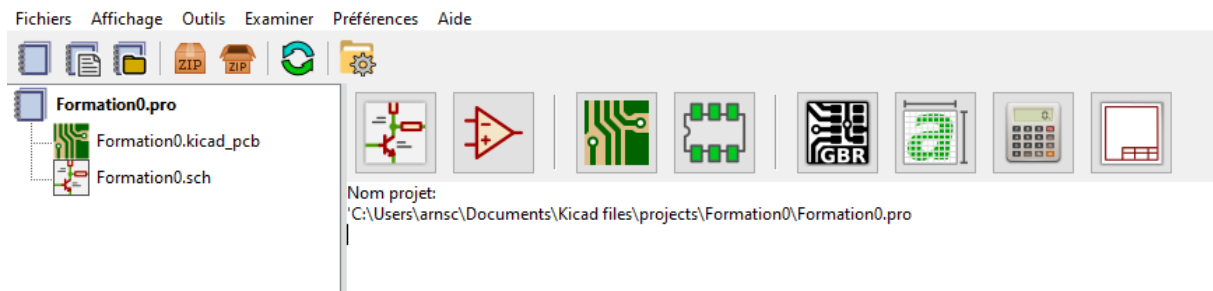 Fichiers Affichage Outils Examiner Préférences Aide
ZIP ZIP
Formation0.pro
Formation0.kicad_pcb
Formation0.sch
GBR a 0.
Nom projet:
'C:\Users\arnsc\Documents\Kicad files\projects\Formation0\Formation0.pro